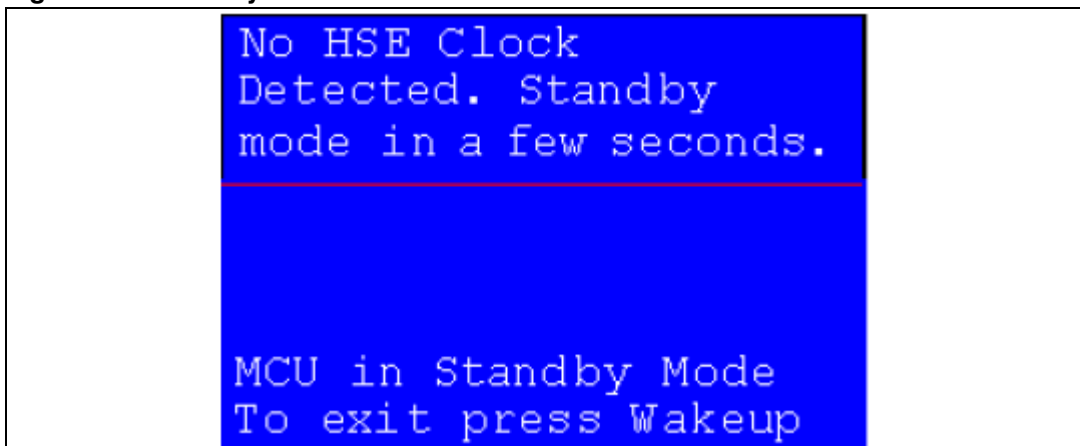 No HSE Clock
Detected. Standby
mode in a few seconds.
MCU in Standby Mode
To exit press Wakeup